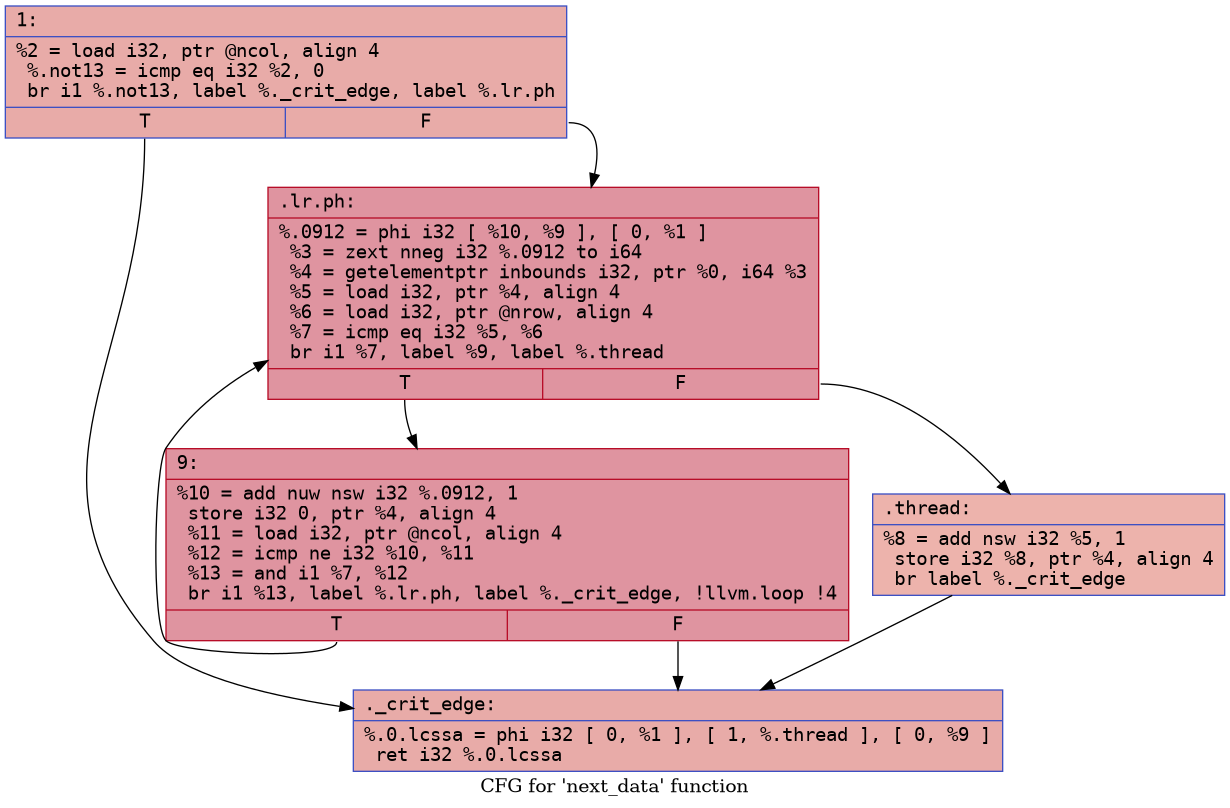 1:
%2 = load i32, ptr @ncol, align 4
%.not13 = icmp eq i32 %2, 0
br i1 %.not13, label %._crit_edge, label %.lr.ph
T F
.lr.ph:
%.0912 = phi i32 [ %10, %9 ], [ 0, %1 ]
%3 = zext nneg i32 %.0912 to i64
%4 = getelementptr inbounds i32, ptr %0, i64 %3
%5 = load i32, ptr %4, align 4
%6 = load i32, ptr @nrow, align 4
%7 = icmp eq i32 %5, %6
br i1 %7, label %9, label %.thread
T F
9:
%10 = add nuw nsw i32 %.0912, 1
store i32 0, ptr %4, align 4
%11 = load i32, ptr @ncol, align 4
%12 = icmp ne i32 %10, %11
%13 = and i1 %7, %12
br i1 %13, label %.lr.ph, label %._crit_edge, !llvm.loop !4
T F
.thread:
%8 = add nsw i32 %5, 1
store i32 %8, ptr %4, align 4
br label %._crit_edge
._crit_edge:
%.0.lcssa = phi i32 [ 0, %1 ], [ 1, %.thread ], [ 0, %9 ]
ret i32 %.0.lcssa
CFG for 'next_data' function